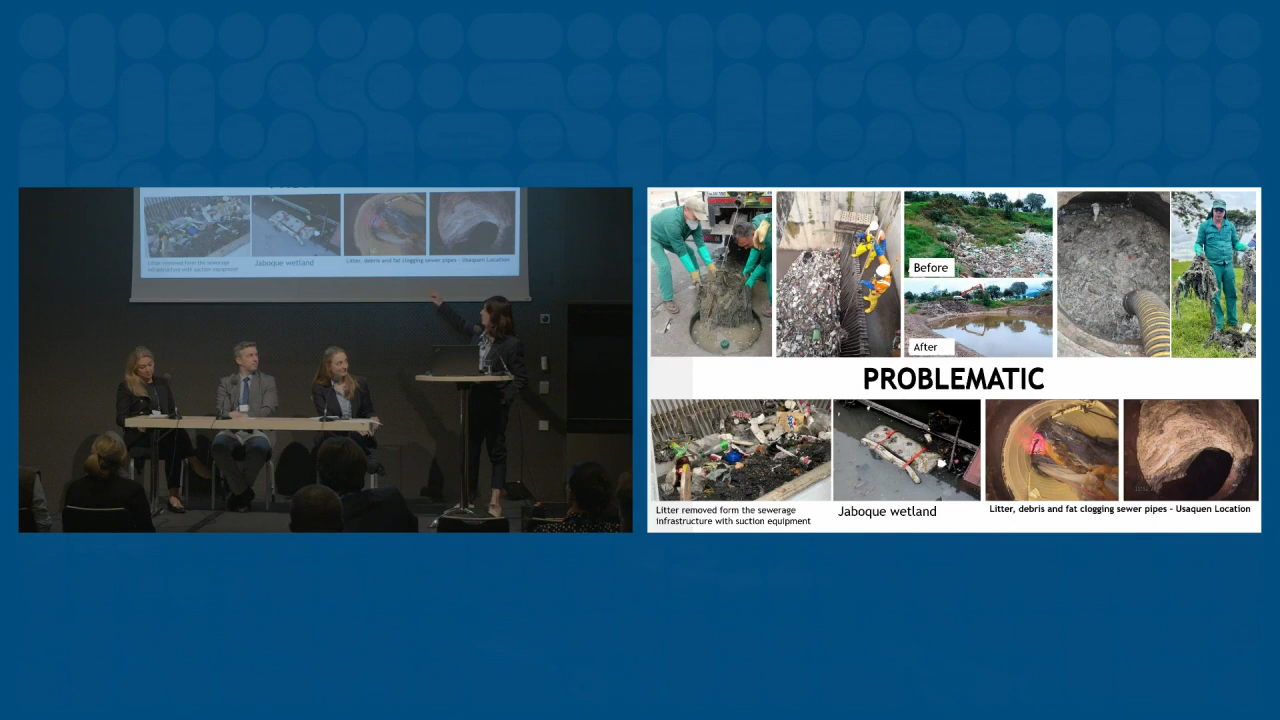 Litter removed form the sewerage
infrastructure with suction equipment
Jaboque wetland
Litter, debris and fat clogging sewer pipes - Usaquen Location
Before
After
PROBLEMATIC
Litter removed form the sewerage
infrastructure with suction equipment
Jaboque wetland
Litter, debris and fat clogging sewer pipes - Usaquen Location